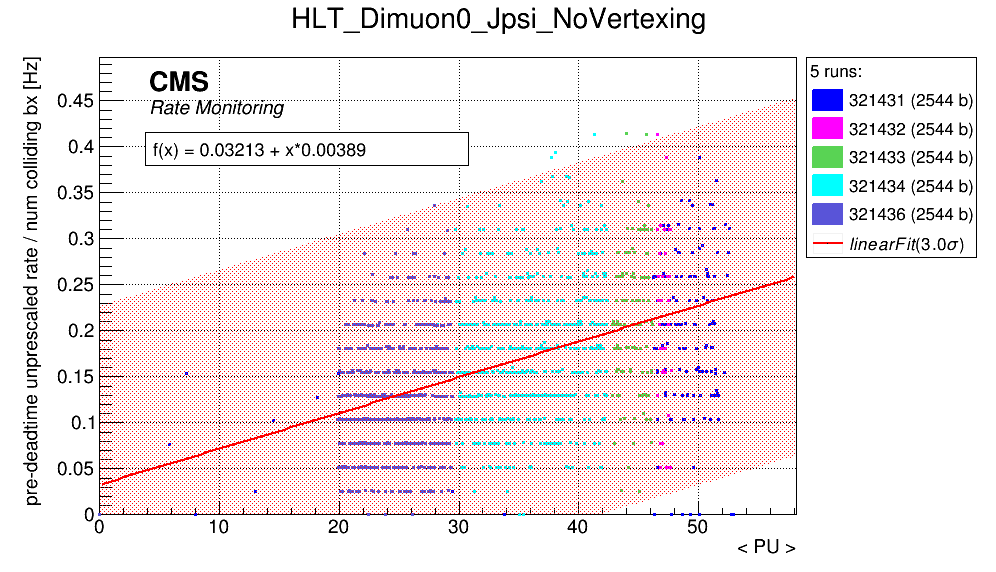 HLT_Dimuon0_Jpsi_NoVertexing
pre-deadtime unprescaled rate / num colliding bx [Hz]
CMS
Rate Monitoring
f(x) = 0.03213 + x*0.00389
0.45
0.4
0.35
0.3
0.25
0.2
0.15
0.1
0.05
0
0 10 20 30 40 50
< PU >
5 runs:
321431 (2544 b)
321432 (2544 b)
321433 (2544 b)
321434 (2544 b)
321436 (2544 b)
linearFit(3.0σ)